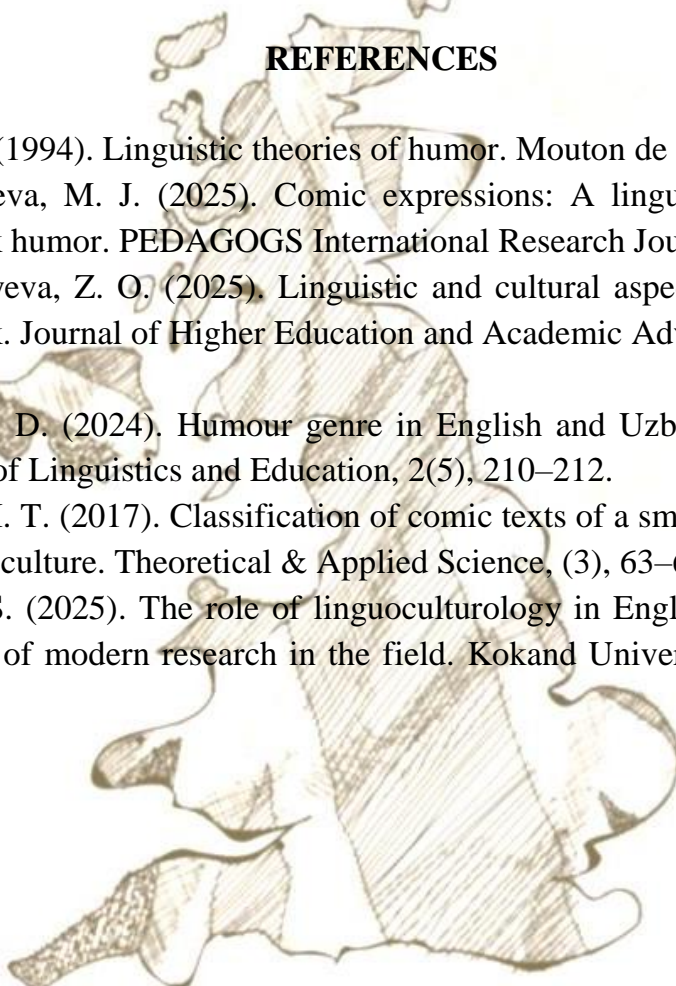 REFERENCES
(1994). Linguistic theories of humor. Mouton de
eva, M. J. (2025). Comic expressions: A lingu
k humor. PEDAGOGS International Research Jou
yeva, Z. O. (2025). Linguistic and cultural aspe
k. Journal of Higher Education and Academic Adv
D. (2024). Humour genre in English and Uzb
of Linguistics and Education, 2(5), 210–212.
T. (2017). Classification of comic texts of a sm
culture. Theoretical & Applied Science, (3), 63–
S. (2025). The role of linguoculturology in Engl
of modern research in the field. Kokand Univer